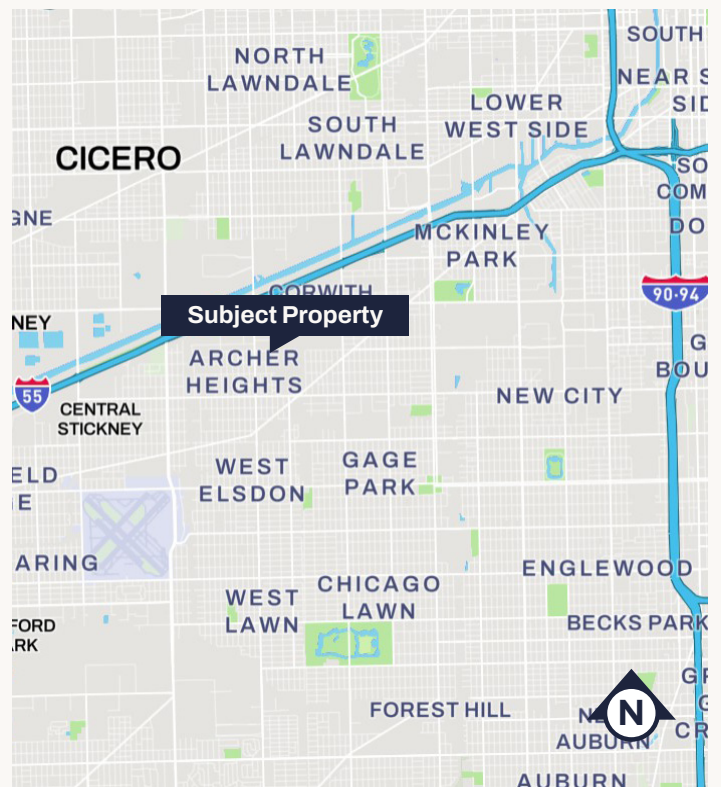 SOUTH
NORTH
LAWNDALE
NEAR S
SID
LOWER
WEST SIDE
SOUTH
LAWNDALE
CICERO
SO
COM
GNE
DO
MCKINLEY
PARK
CORWITH
90·94
Subject Property
NEY
ARCHER
HEIGHTS
G
BOU
55
CENTRAL
STICKNEY
NEW CITY
WEST
ELSDON
GAGE
PARK
ELD
E
ARING
ENGLEWOOD
CHICAGO
LAWN
WEST
LAWN
FORD
ARK
BECKS PARK
GR
G
CR
FOREST HILL
N
AUBURN
AUBURN